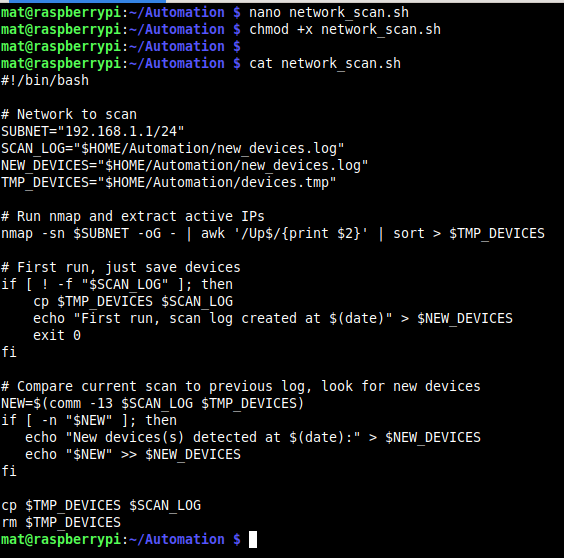 mat@raspberrypi:~/Automation $ nano network_scan.sh
mat@raspberrypi:~/Automation $ chmod +x network_scan.sh
mat@raspberrypi:~/Automation $
mat@raspberrypi:~/Automation $ cat network_scan.sh
#!/bin/bash

# Network to scan
SUBNET="192.168.1.1/24"
SCAN_LOG="$HOME/Automation/new_devices.log"
NEW_DEVICES="$HOME/Automation/new_devices.log"
TMP_DEVICES="$HOME/Automation/devices.tmp"

# Run nmap and extract active IPs
nmap -sn $SUBNET -oG - | awk '/Up$/{print $2}' | sort > $TMP_DEVICES

# First run, just save devices
if [ ! -f "$SCAN_LOG" ]; then
    cp $TMP_DEVICES $SCAN_LOG
    echo "First run, scan log created at $(date)" > $NEW_DEVICES
    exit 0
fi

# Compare current scan to previous log, look for new devices
NEW=$(comm -13 $SCAN_LOG $TMP_DEVICES)
if [ -n "$NEW" ]; then
   echo "New devices(s) detected at $(date):" > $NEW_DEVICES
   echo "$NEW" >> $NEW_DEVICES
fi

cp $TMP_DEVICES $SCAN_LOG
rm $TMP_DEVICES
mat@raspberrypi:~/Automation $